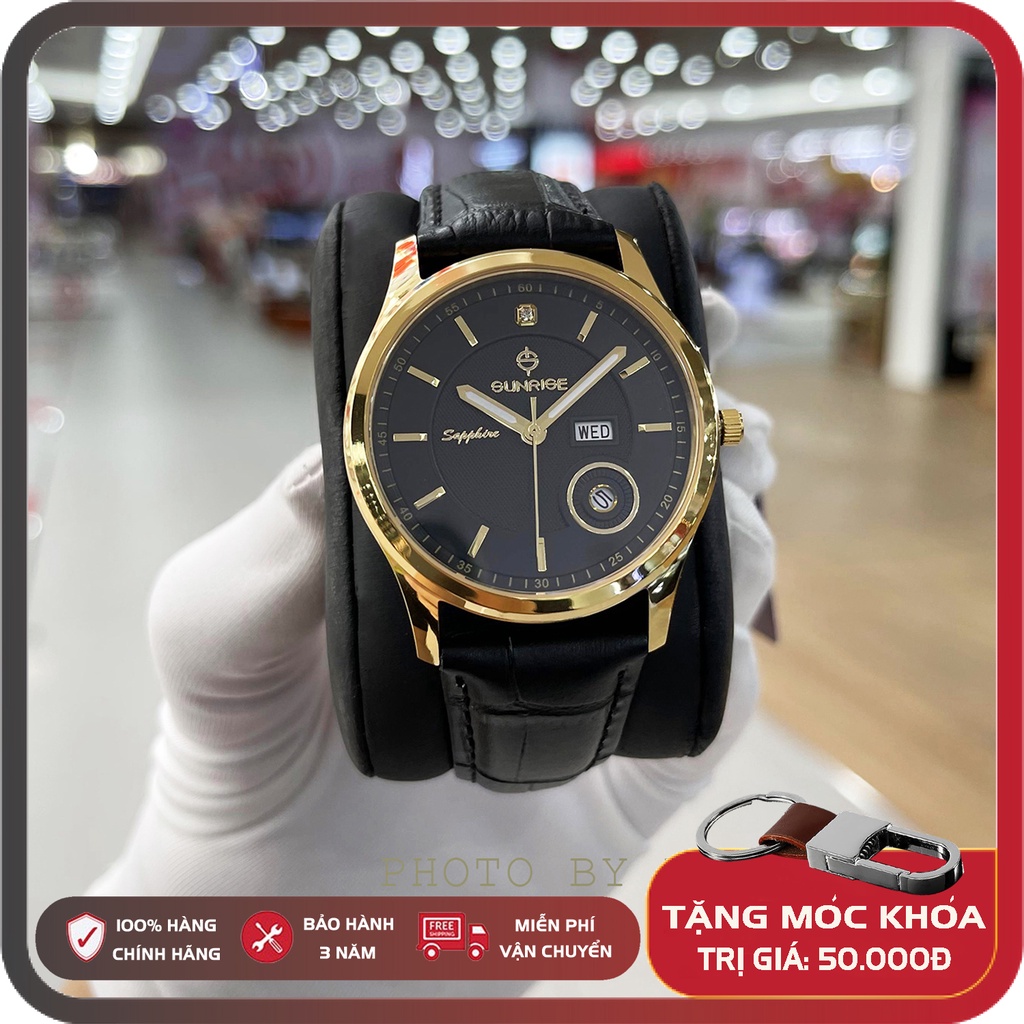 60
5
10
15
20
25
30
35
40
45
50
55
SUNRISE
Sapphire
WED
PHOTO BY
100% HÀNG
CHÍNH HÃNG
BẢO HÀNH
3 NĂM
FREE
SHIPPING
MIỄN PHÍ
VẬN CHUYỂN
TẶNG MÓC KHÓA
TRỊ GIÁ: 50.000Đ